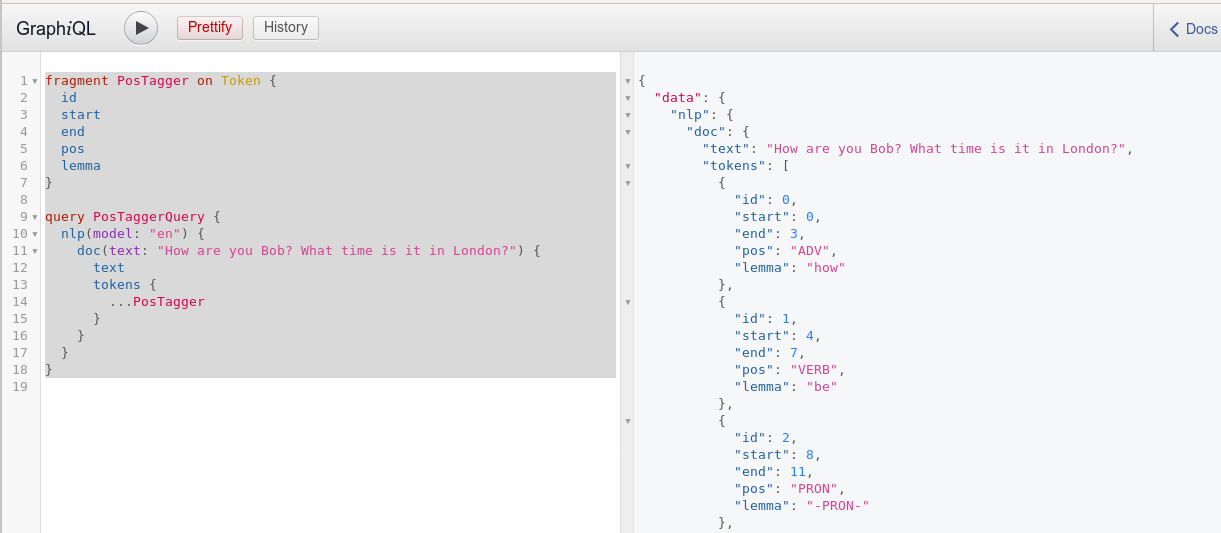 GraphiQL
Prettify
History
Docs
1 fragment PosTagger on Token {
2   id
3   start
4   end
5   pos
6   lemma
7 }
8
9 query PosTaggerQuery {
10   nlp(model: "en") {
11     doc(text: "How are you Bob? What time is it in London?") {
12       text
13       tokens {
14         ...PosTagger
15       }
16     }
17   }
18 }
19
{
  "data": {
    "nlp": {
      "doc": {
        "text": "How are you Bob? What time is it in London?",
        "tokens": [
          {
            "id": 0,
            "start": 0,
            "end": 3,
            "pos": "ADV",
            "lemma": "how"
          },
          {
            "id": 1,
            "start": 4,
            "end": 7,
            "pos": "VERB",
            "lemma": "be"
          },
          {
            "id": 2,
            "start": 8,
            "end": 11,
            "pos": "PRON",
            "lemma": "-PRON-"
          },